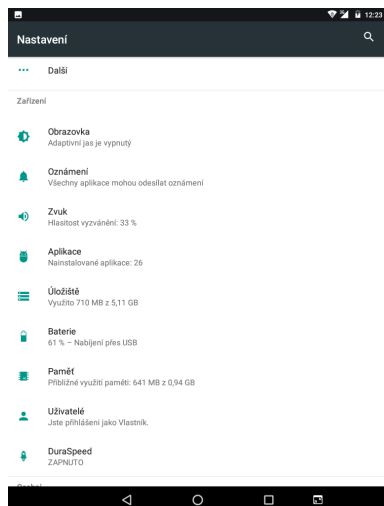 12:23
Nastavení
Další
Zařízení
Obrazovka
Adaptivní jas je vypnutý
Oznámení
Všechny aplikace mohou odesílat oznámení
Zvuk
Hlasitost vyzvánění: 33 %
Aplikace
Nainstalované aplikace: 26
Úložiště
Využito 710 MB z 5,11 GB
Baterie
61 % – Nabíjení přes USB
Paměť
Přibližné využití paměti: 641 MB z 0,94 GB
Uživatelé
Jste přihlášeni jako Vlastník.
DuraSpeed
ZAPNUTO